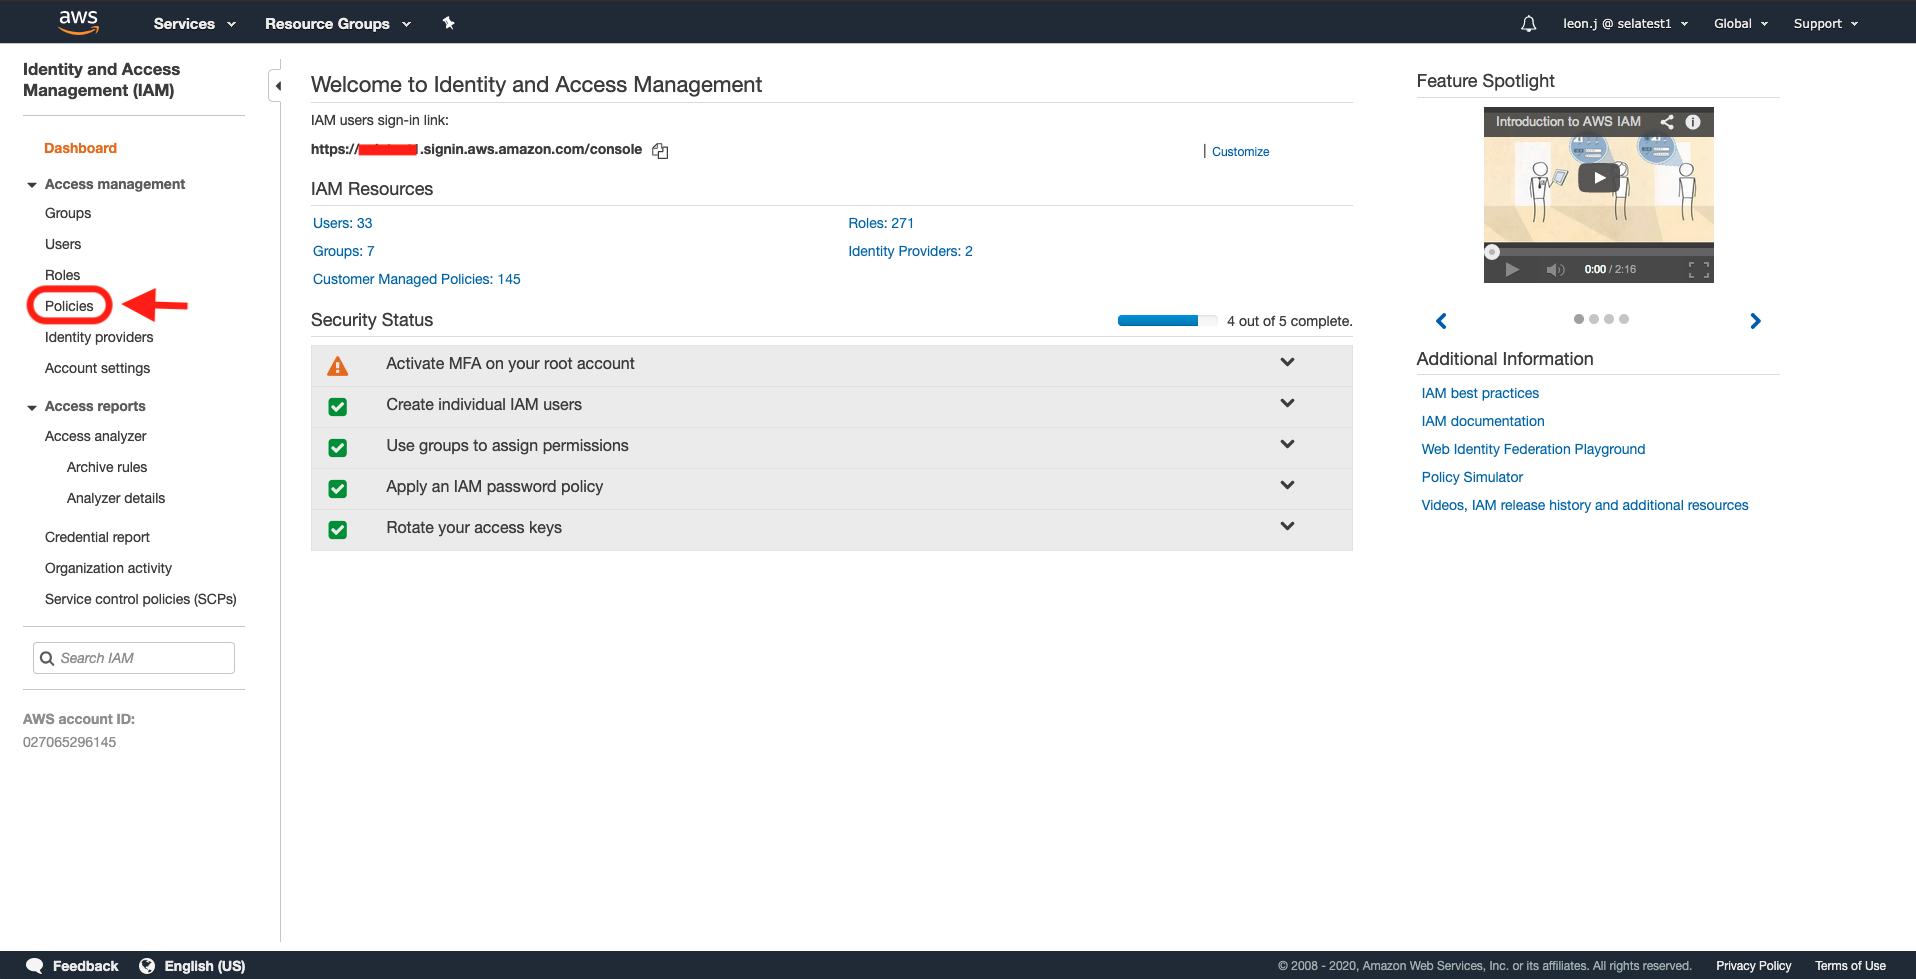 aws
Services
Resource Groups
leon.j @ selatest1
Global
Support
Identity and Access
Management (IAM)
Dashboard
Access management
Groups
Users
Roles
Policies
Identity providers
Account settings
Access reports
Access analyzer
Archive rules
Analyzer details
Credential report
Organization activity
Service control policies (SCPs)
Search IAM
AWS account ID:
027065296145
Welcome to Identity and Access Management
IAM users sign-in link:
https:// .signin.aws.amazon.com/console
Customize
IAM Resources
Users: 33
Roles: 271
Groups: 7
Identity Providers: 2
Customer Managed Policies: 145
Security Status
4 out of 5 complete.
Activate MFA on your root account
Create individual IAM users
Use groups to assign permissions
Apply an IAM password policy
Rotate your access keys
Feature Spotlight
Introduction to AWS IAM
0:00 / 2:16
Additional Information
IAM best practices
IAM documentation
Web Identity Federation Playground
Policy Simulator
Videos, IAM release history and additional resources
Feedback
English (US)
© 2008 - 2020, Amazon Web Services, Inc. or its affiliates. All rights reserved.
Privacy Policy
Terms of Use